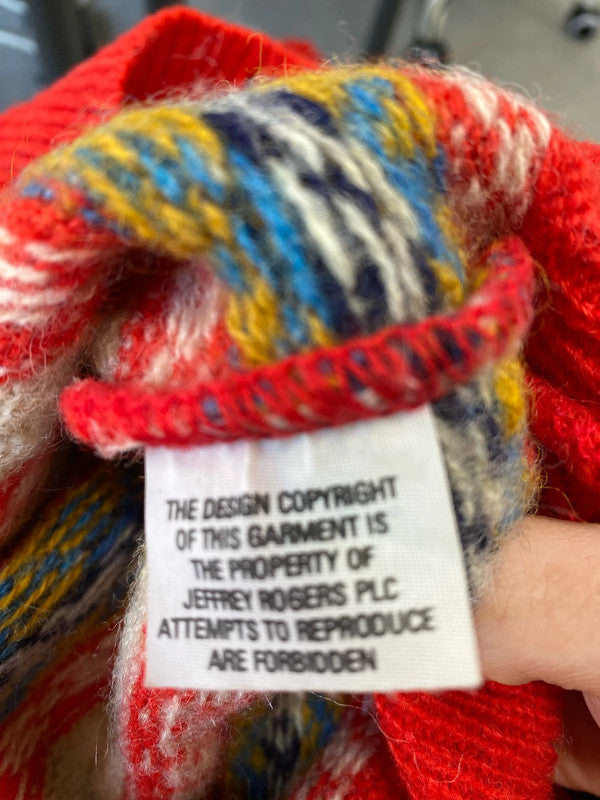 THE DESIGN COPYRIGHT
OF THIS GARMENT IS
THE PROPERTY OF
JEFFREY ROGERS PLC
ATTEMPTS TO REPRODUCE
ARE FORBIDDEN